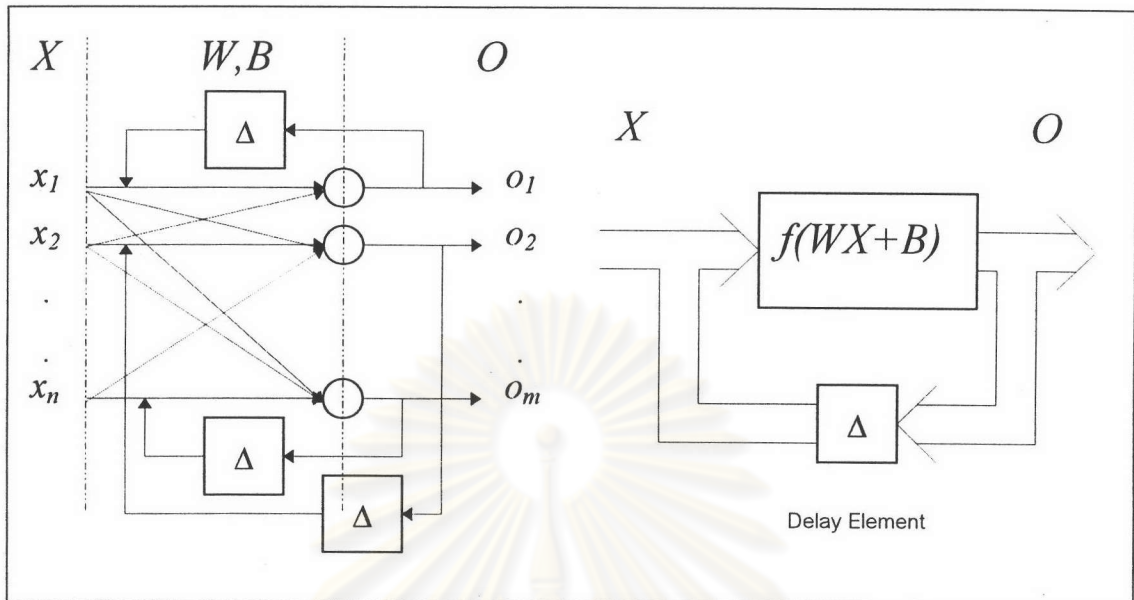 X W,B O
Δ
x1 o1
x2 o2
. .
. .
xn om
Δ
Δ
X O
f(WX+B)
Δ
Delay Element